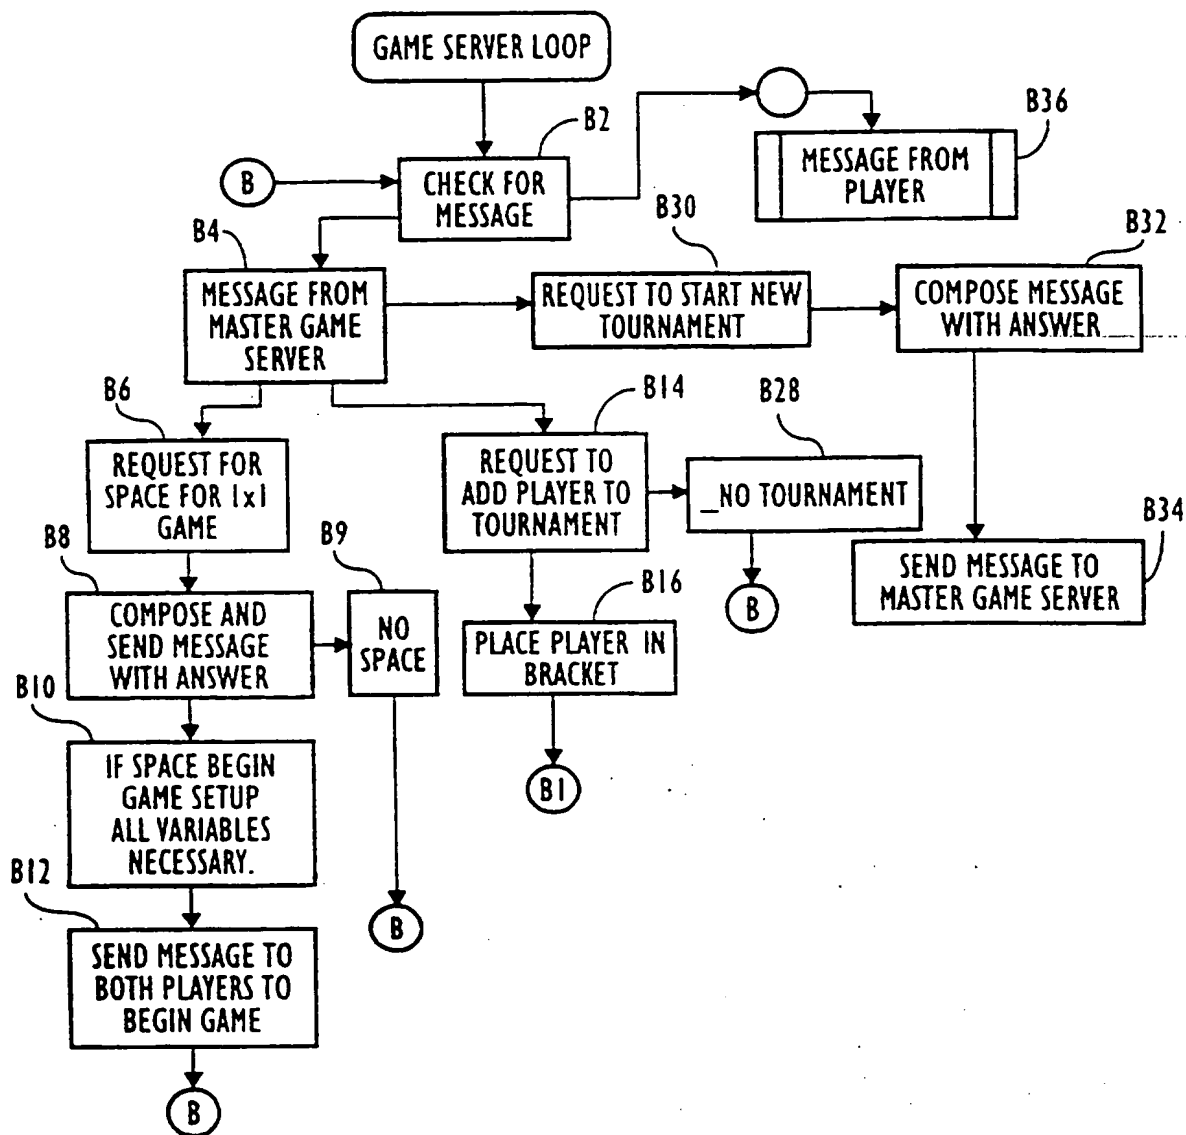 GAME SERVER LOOP
B2
B36
B
CHECK FOR
MESSAGE
MESSAGE FROM
PLAYER
B4
B30
B32
MESSAGE FROM
MASTER GAME
SERVER
REQUEST TO START NEW
TOURNAMENT
COMPOSE MESSAGE
WITH ANSWER
B6
B14
B28
REQUEST FOR
SPACE FOR 1x1
GAME
REQUEST TO
ADD PLAYER TO
TOURNAMENT
_NO TOURNAMENT
B34
B8
B9
B16
B
SEND MESSAGE TO
MASTER GAME SERVER
COMPOSE AND
SEND MESSAGE
WITH ANSWER
NO
SPACE
PLACE PLAYER IN
BRACKET
B10
IF SPACE BEGIN
GAME SETUP
ALL VARIABLES
NECESSARY.
B1
B12
B
SEND MESSAGE TO
BOTH PLAYERS TO
BEGIN GAME
B